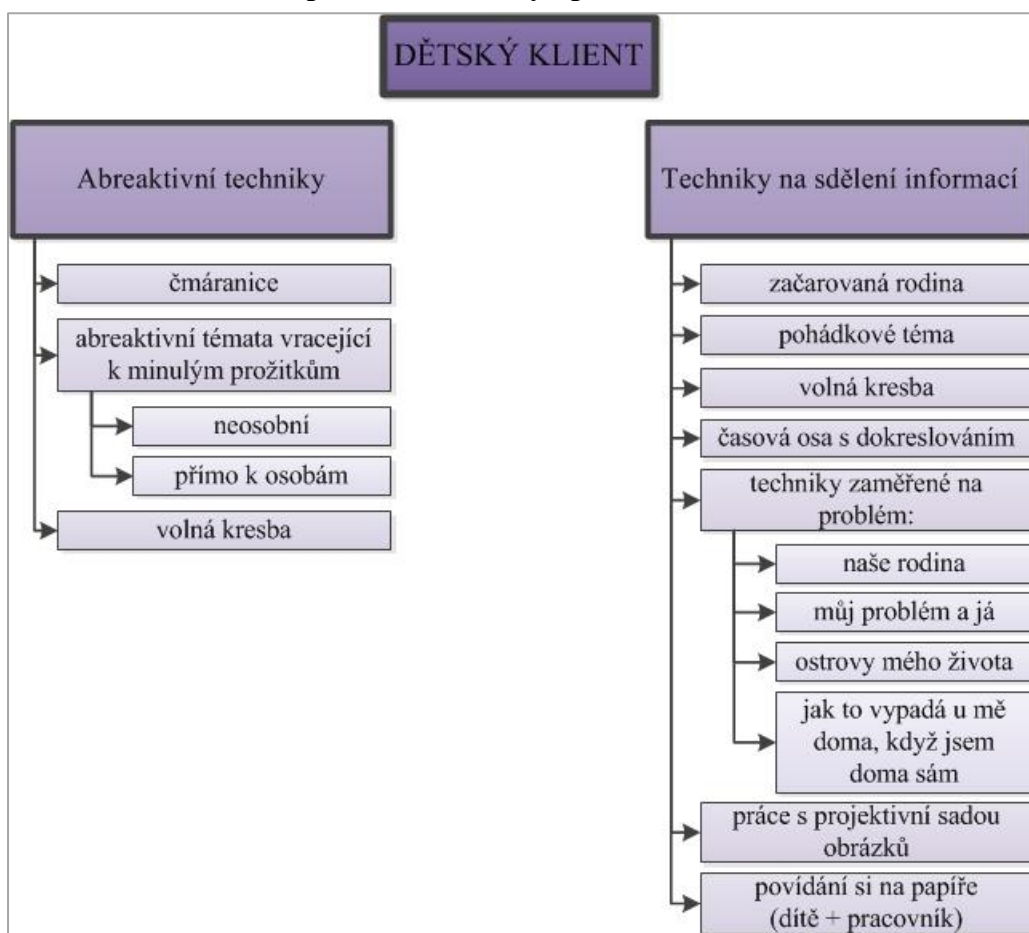 DĚTSKÝ KLIENT
Abreaktivní techniky
čmáranice
abreaktivní témata vracející
k minulým prožitkům
neosobní
přímo k osobám
volná kresba
Techniky na sdělení informací
začarovaná rodina
pohádkové téma
volná kresba
časová osa s dokreslováním
techniky zaměřené na
problém:
naše rodina
můj problém a já
ostrovy mého života
jak to vypadá u mě
doma, když jsem
doma sám
práce s projektivní sadou
obrázků
povídání si na papíře
(dítě + pracovník)